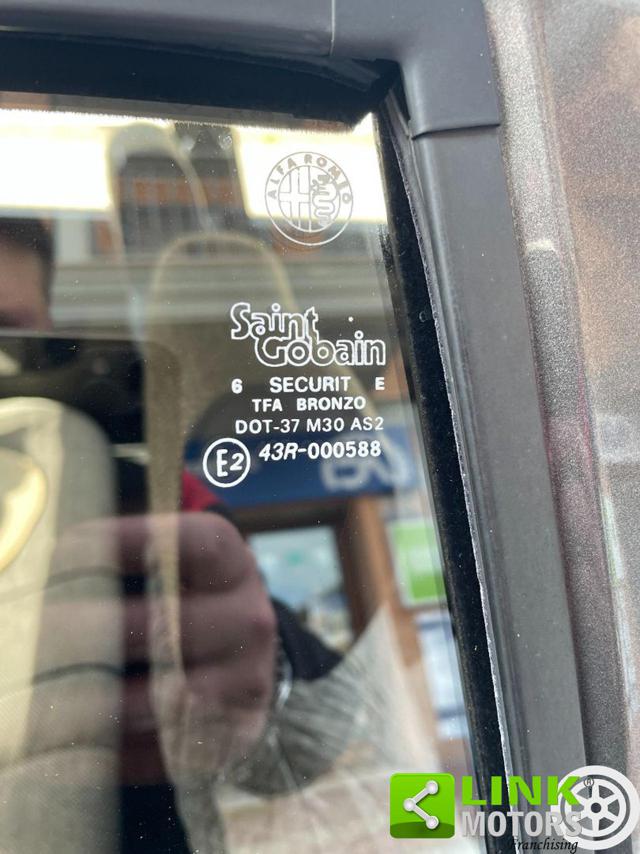 ALFA ROMEO
Saint
Gobain
6 SECURIT E
TFA BRONZO
DOT-37 M30 AS2
E2 43R-000588
LINK
MOTORS®
Franchising